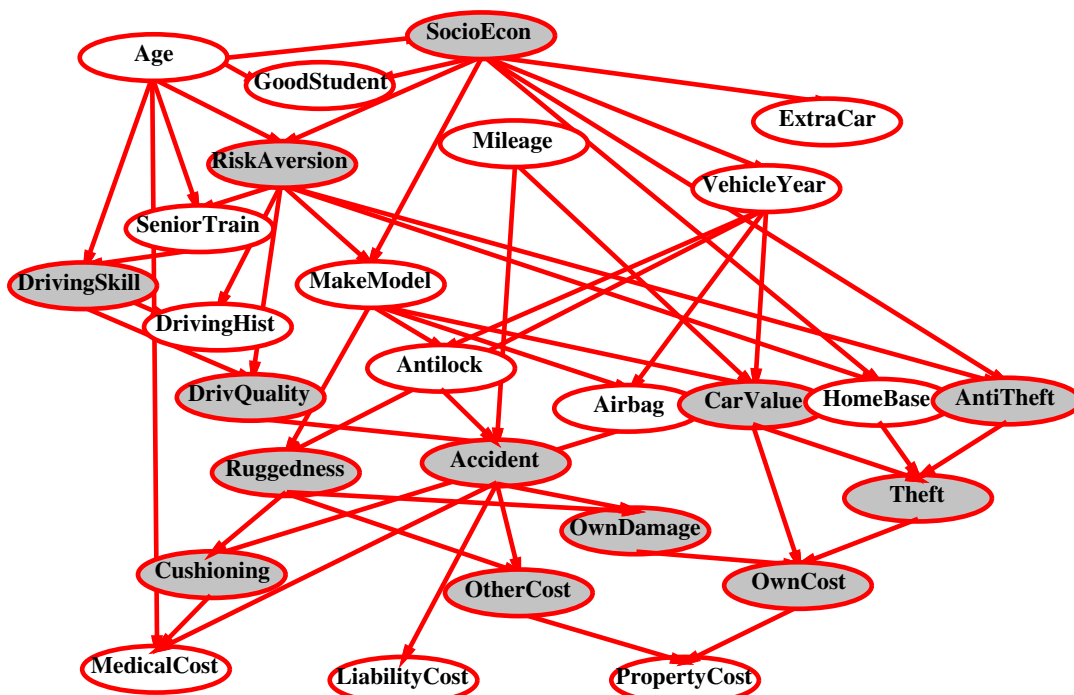 SocioEcon
Age
GoodStudent
ExtraCar
Mileage
RiskAversion
VehicleYear
SeniorTrain
DrivingSkill
MakeModel
DrivingHist
Antilock
DrivQuality
Airbag
CarValue
HomeBase
AntiTheft
Ruggedness
Accident
Theft
OwnDamage
Cushioning
OtherCost
OwnCost
MedicalCost
LiabilityCost
PropertyCost